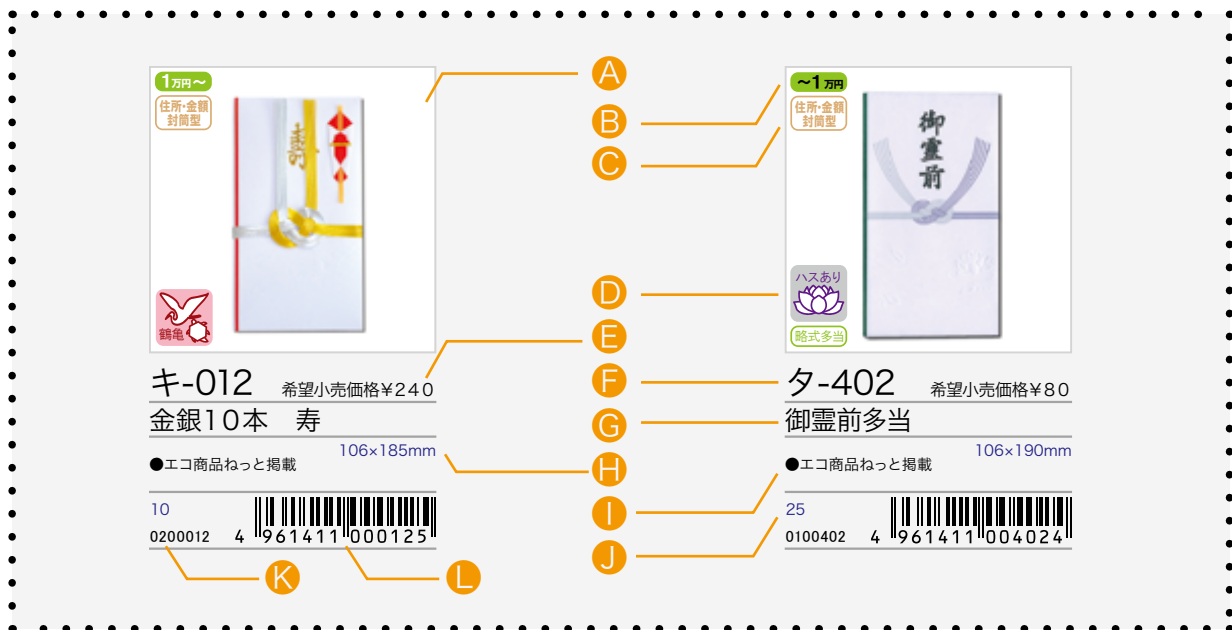 1万円〜
住所・金額
封筒型
鶴亀
キ-012 希望小売価格¥240
金銀10本 寿
106×185mm
●エコ商品ねっと掲載
10
0200012
4 961411 000125
A
B
C
D
E
F
G
H
I
J
K
L
〜1万円
住所・金額
封筒型
御霊前
ハスあり
略式多当
タ-402 希望小売価格¥80
御霊前多当
106×190mm
●エコ商品ねっと掲載
25
0100402
4 961411 004024